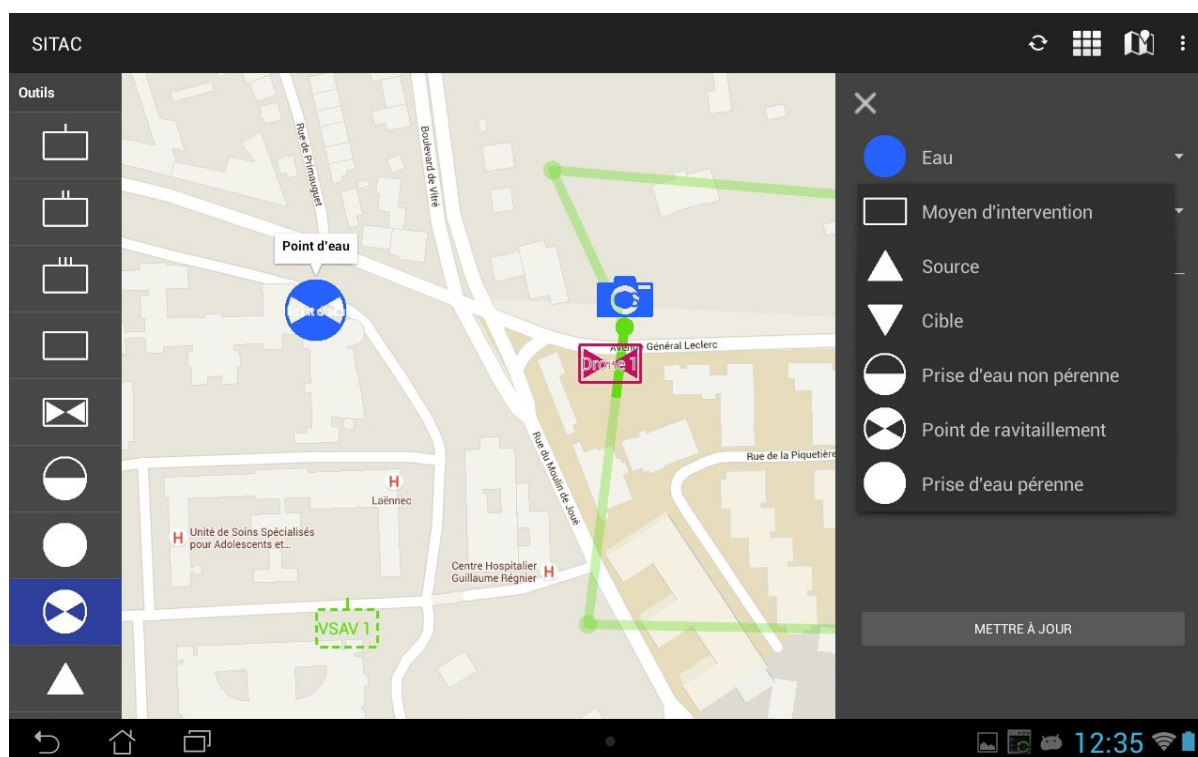 SITAC
Outils
Rue de Primauguet
Boulevard de Vitré
Point d'eau
Avenue Général Leclerc
Drone 1
Rue du Moulin de Joué
Rue de la Piquetière
H
Laënnec
H
Unité de Soins Spécialisés
pour Adolescents et...
Centre Hospitalier
Guillaume Régnier
H
VSAV 1
Eau
Moyen d'intervention
Source
Cible
Prise d'eau non pérenne
Point de ravitaillement
Prise d'eau pérenne
METTRE À JOUR
12:35